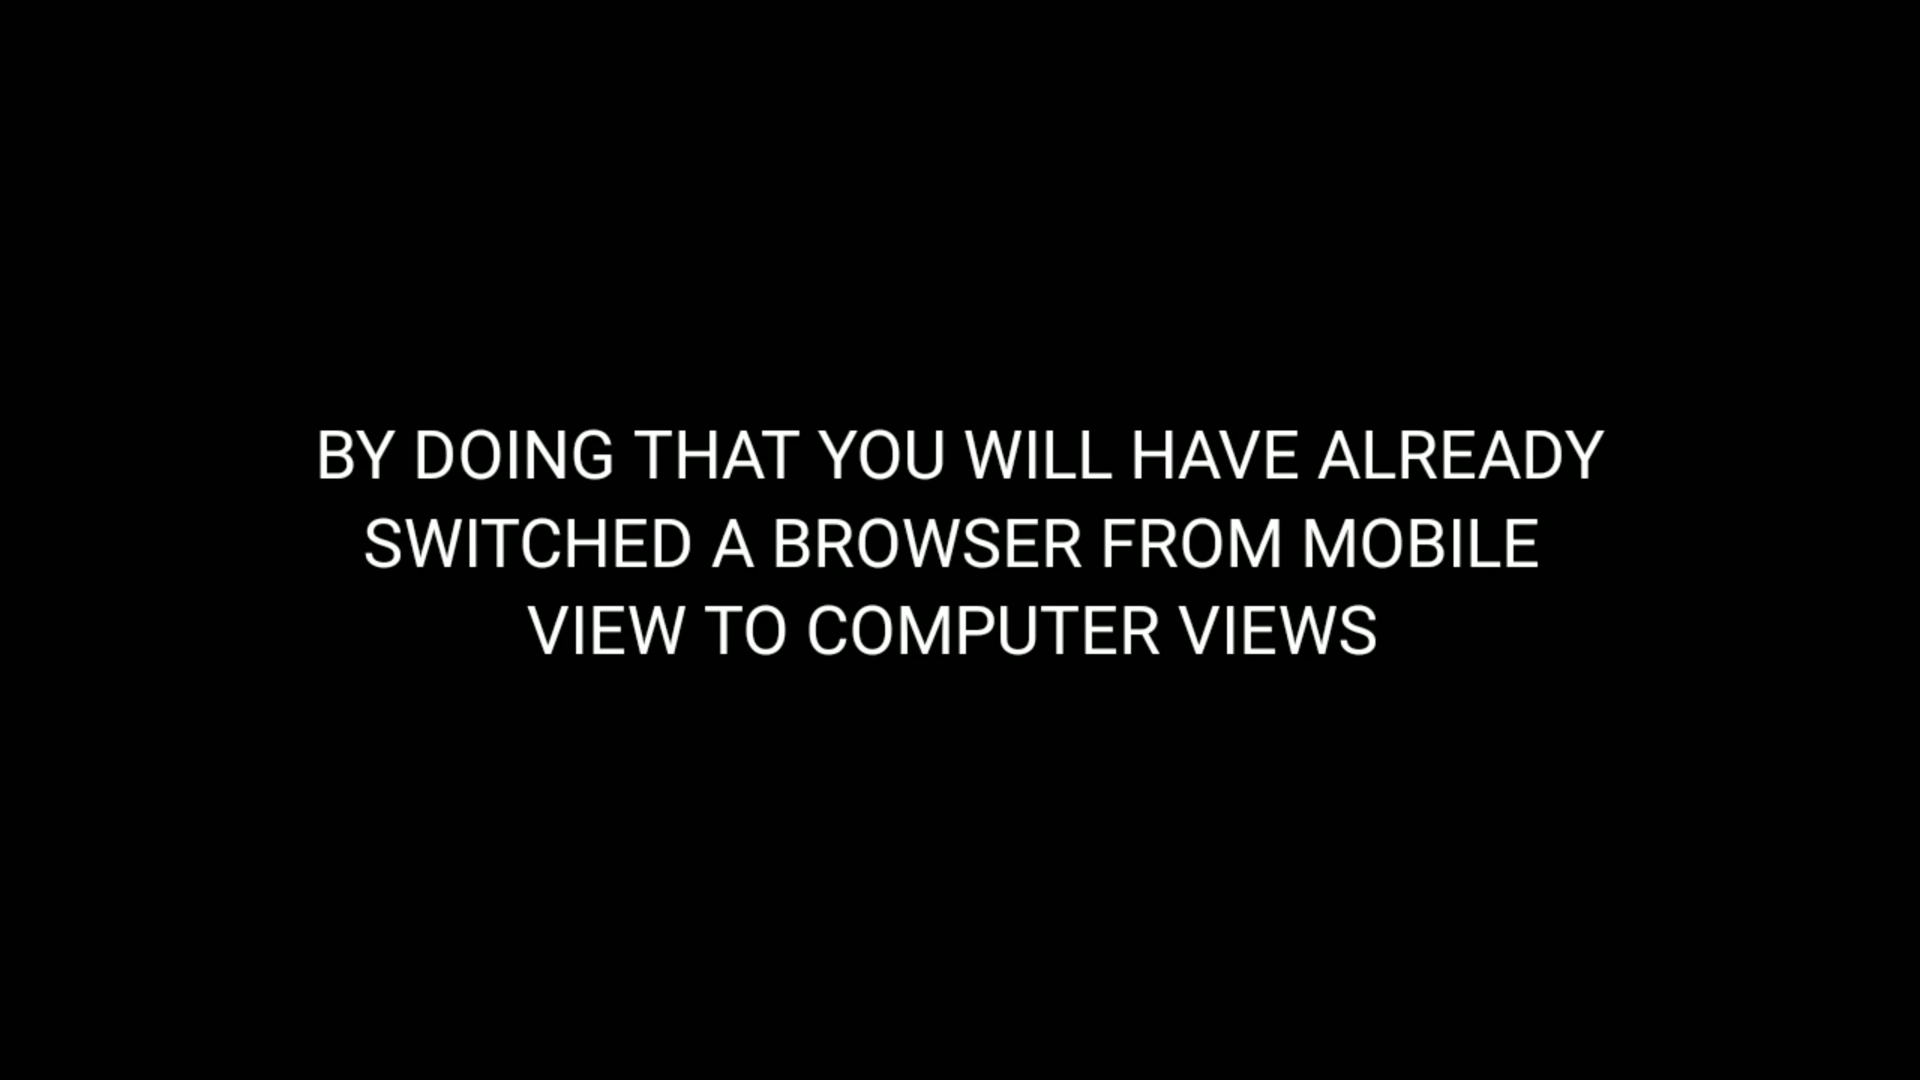 BY DOING THAT YOU WILL HAVE ALREADY
SWITCHED A BROWSER FROM MOBILE
VIEW TO COMPUTER VIEWS